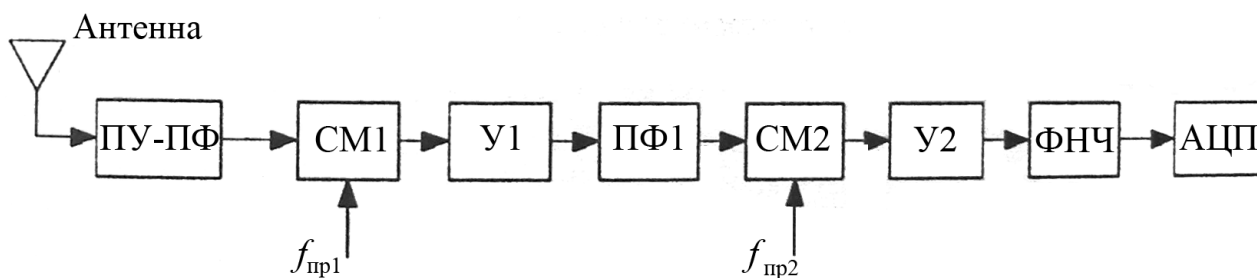 Антенна
ПУ-ПФ
СМ1
У1
ПФ1
СМ2
У2
ФНЧ
АЦП
fпр1
fпр2